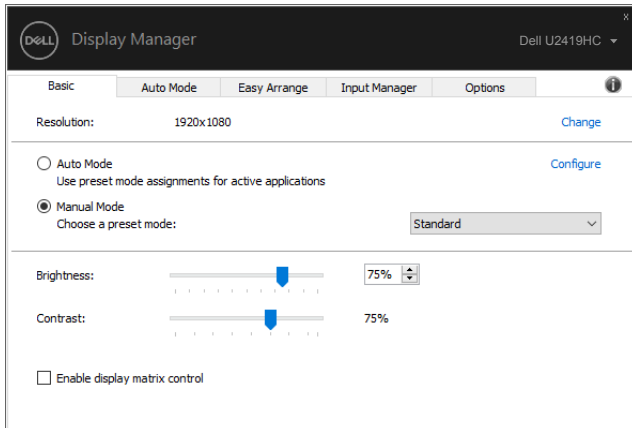 DELL Display Manager
Dell U2419HC
x
Basic Auto Mode Easy Arrange Input Manager Options
Resolution: 1920x1080 Change
Auto Mode Configure
Use preset mode assignments for active applications
Manual Mode
Choose a preset mode: Standard
Brightness: 75%
Contrast: 75%
Enable display matrix control